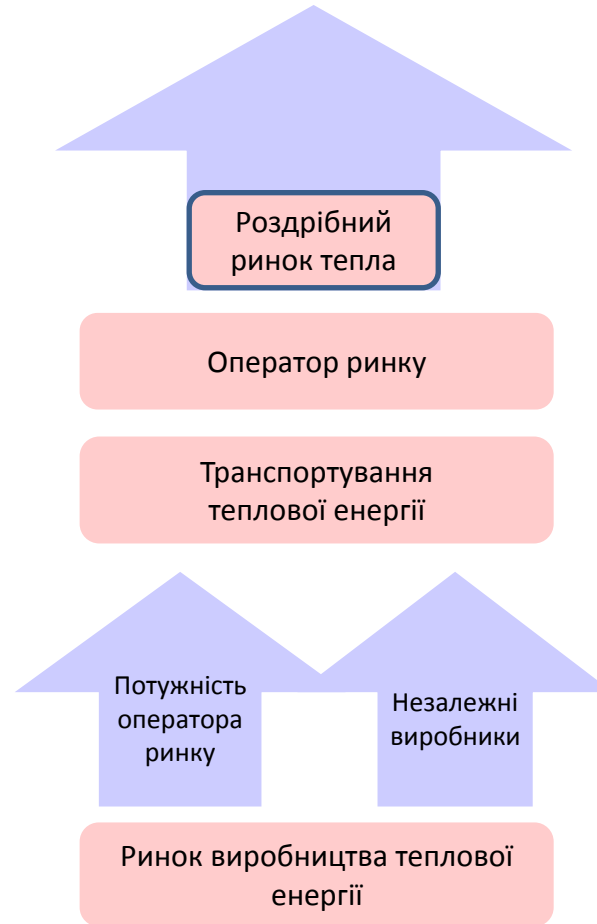 Роздрібний
ринок тепла
Оператор ринку
Транспортування
теплової енергії
Потужність
оператора
ринку
Незалежні
виробники
Ринок виробництва теплової
енергії